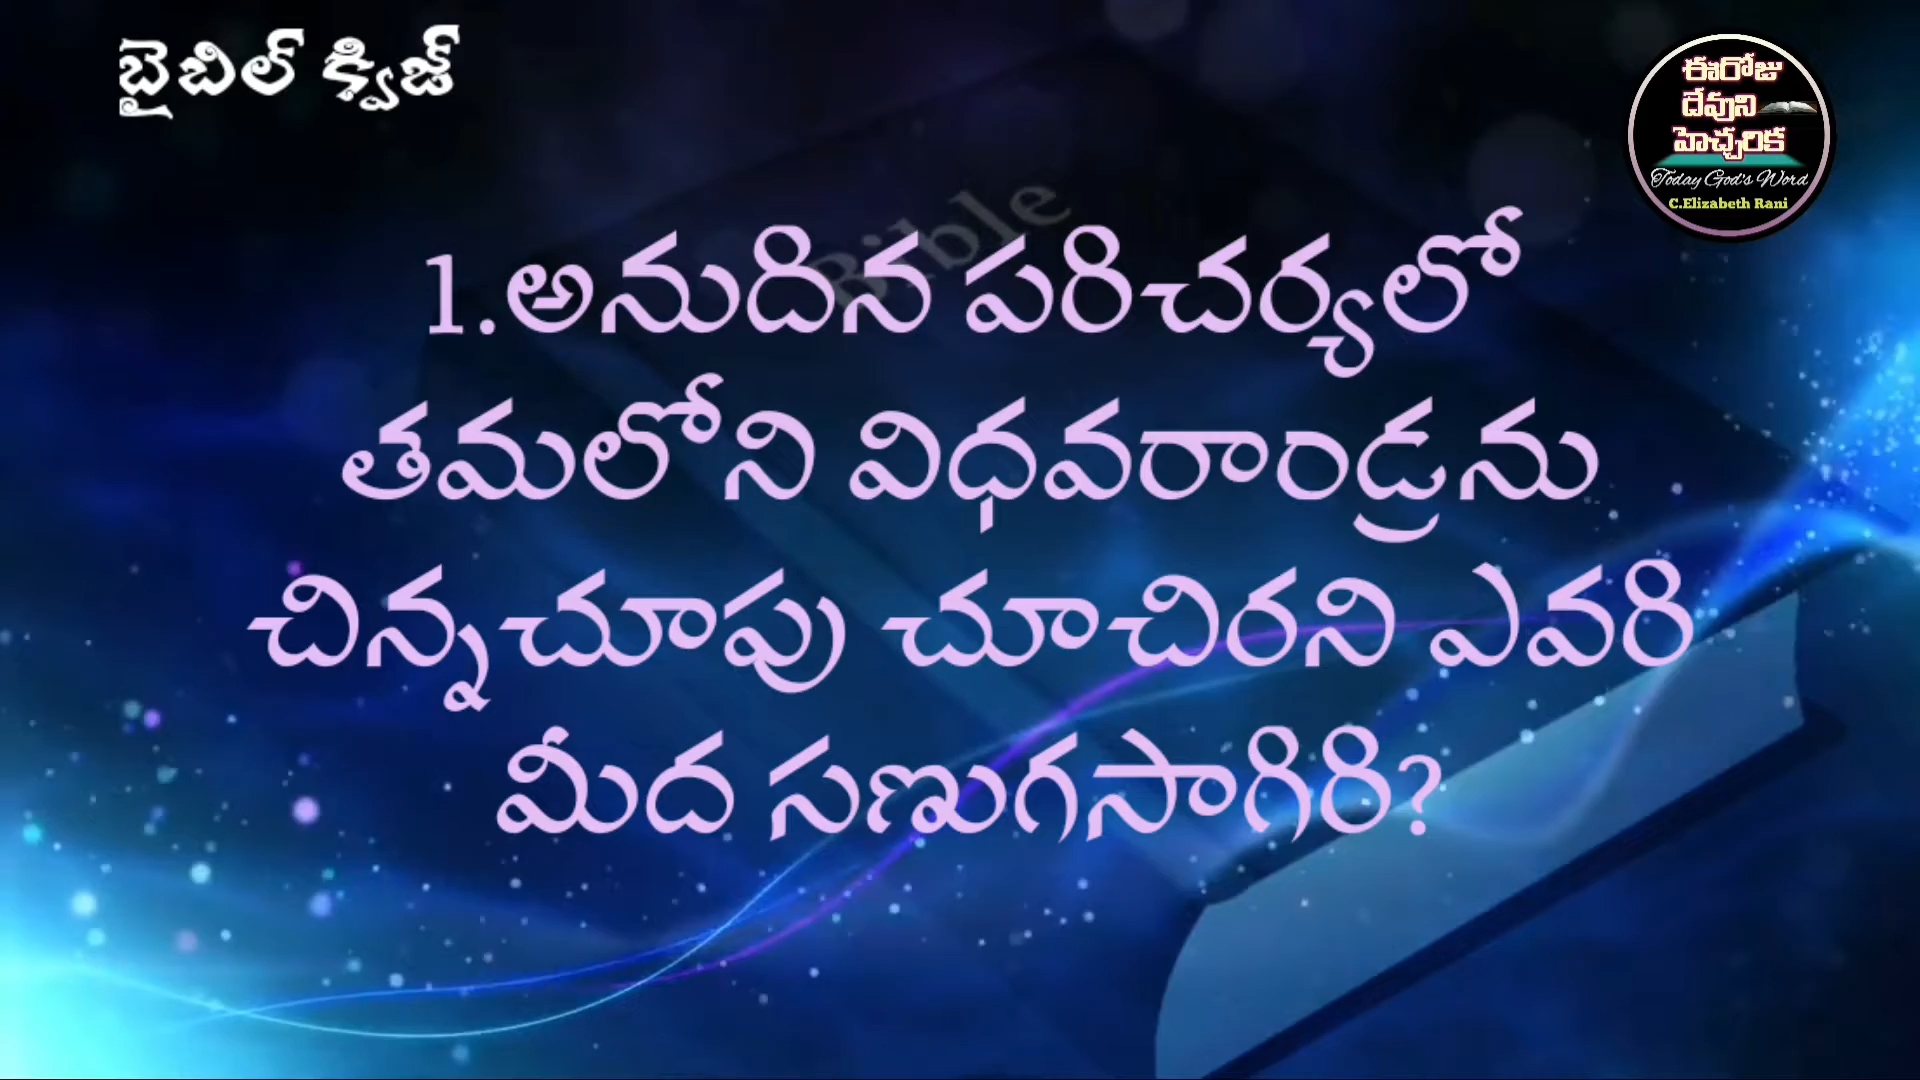 బైబిల్ క్విజ్
ఈరోజు
దేవుని
హెచ్చరిక
Today God's Word
C.Elizabeth Rani
Bible
1.అనుదిన పరిచర్యలో
తమలోని విధవరాండ్రను
చిన్నచూపు చూచిరని ఎవరి
మీద సణుగసాగిరి?